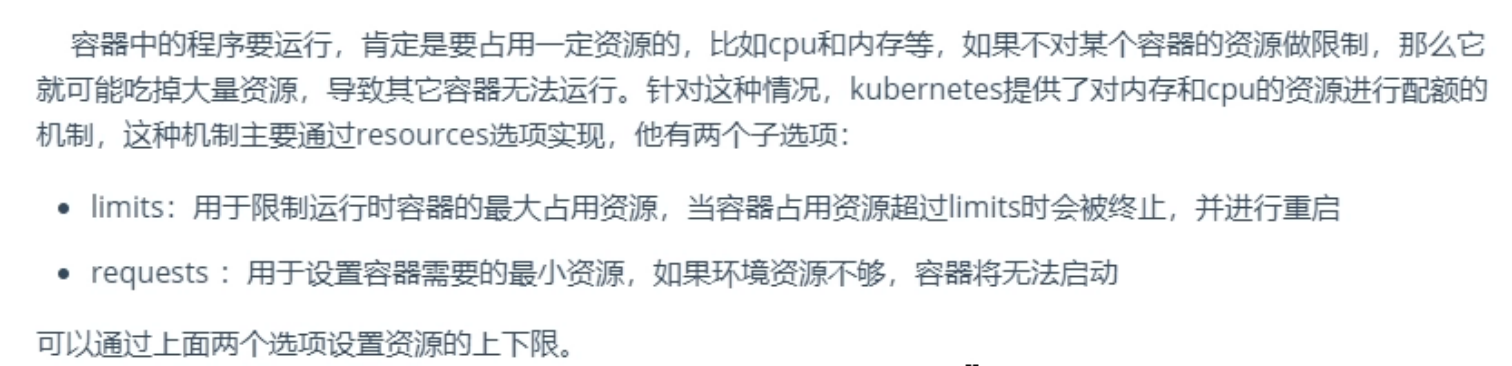 容器中的程序要运行，肯定是要占用一定资源的，比如cpu和内存等，如果不对某个容器的资源做限制，那么它
就可能吃掉大量资源，导致其它容器无法运行。针对这种情况，kubernetes提供了对内存和cpu的资源进行配额的
机制，这种机制主要通过resources选项实现，他有两个子选项：
• limits：用于限制运行时容器的最大占用资源，当容器占用资源超过limits时会被终止，并进行重启
• requests ：用于设置容器需要的最小资源，如果环境资源不够，容器将无法启动
可以通过上面两个选项设置资源的上下限。